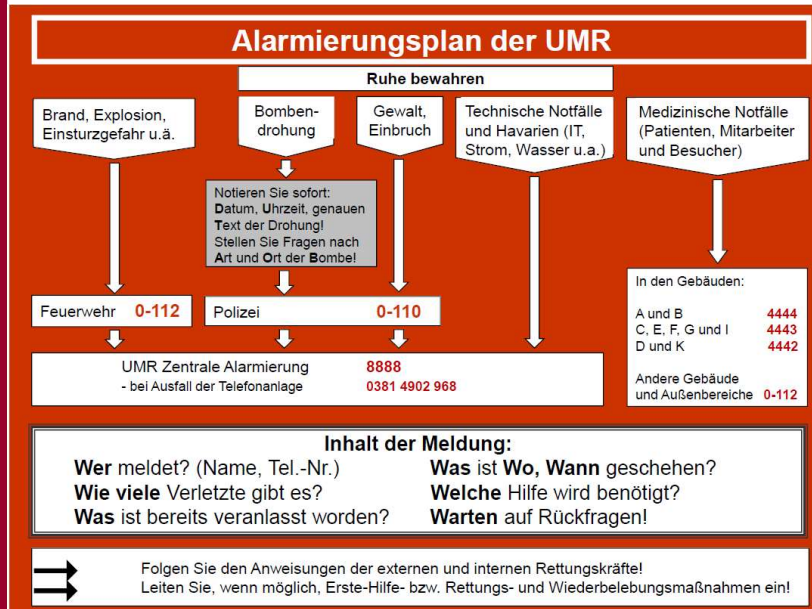 Alarmierungsplan der UMR
Ruhe bewahren
Brand, Explosion,
Einsturzgefahr u.ä.
Bomben-
drohung
Gewalt,
Einbruch
Technische Notfälle
und Havarien (IT,
Strom, Wasser u.a.)
Medizinische Notfälle
(Patienten, Mitarbeiter
und Besucher)
Notieren Sie sofort:
Datum, Uhrzeit, genauen
Text der Drohung!
Stellen Sie Fragen nach
Art und Ort der Bombe!
Feuerwehr 0-112
Polizei 0-110
In den Gebäuden:
A und B 4444
C, E, F, G und I 4443
D und K 4442
Andere Gebäude
und Außenbereiche 0-112
UMR Zentrale Alarmierung 8888
- bei Ausfall der Telefonanlage 0381 4902 968
Inhalt der Meldung:
Wer meldet? (Name, Tel.-Nr.) Was ist Wo, Wann geschehen?
Wie viele Verletzte gibt es? Welche Hilfe wird benötigt?
Was ist bereits veranlasst worden? Warten auf Rückfragen!
Folgen Sie den Anweisungen der externen und internen Rettungskräfte!
Leiten Sie, wenn möglich, Erste-Hilfe- bzw. Rettungs- und Wiederbelebungsmaßnahmen ein!